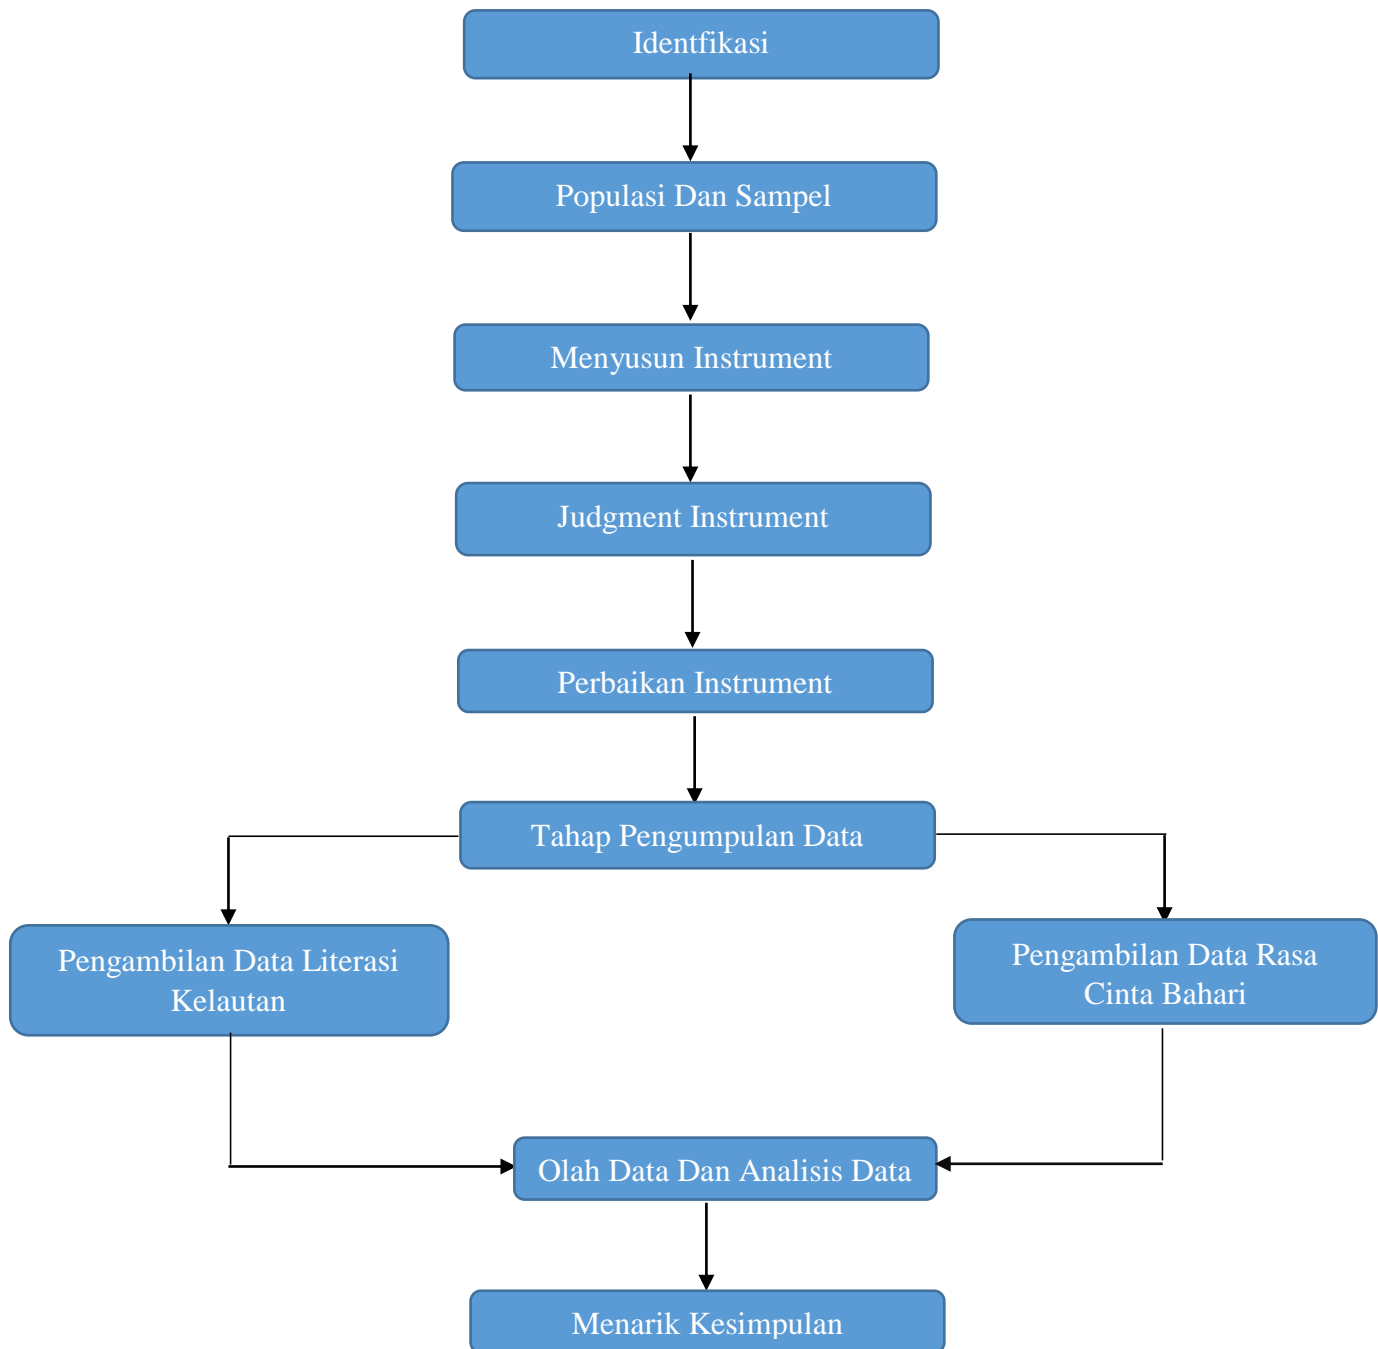 Identfikasi
Populasi Dan Sampel
Menyusun Instrument
Judgment Instrument
Perbaikan Instrument
Tahap Pengumpulan Data
Pengambilan Data Literasi
Kelautan
Pengambilan Data Rasa
Cinta Bahari
Olah Data Dan Analisis Data
Menarik Kesimpulan